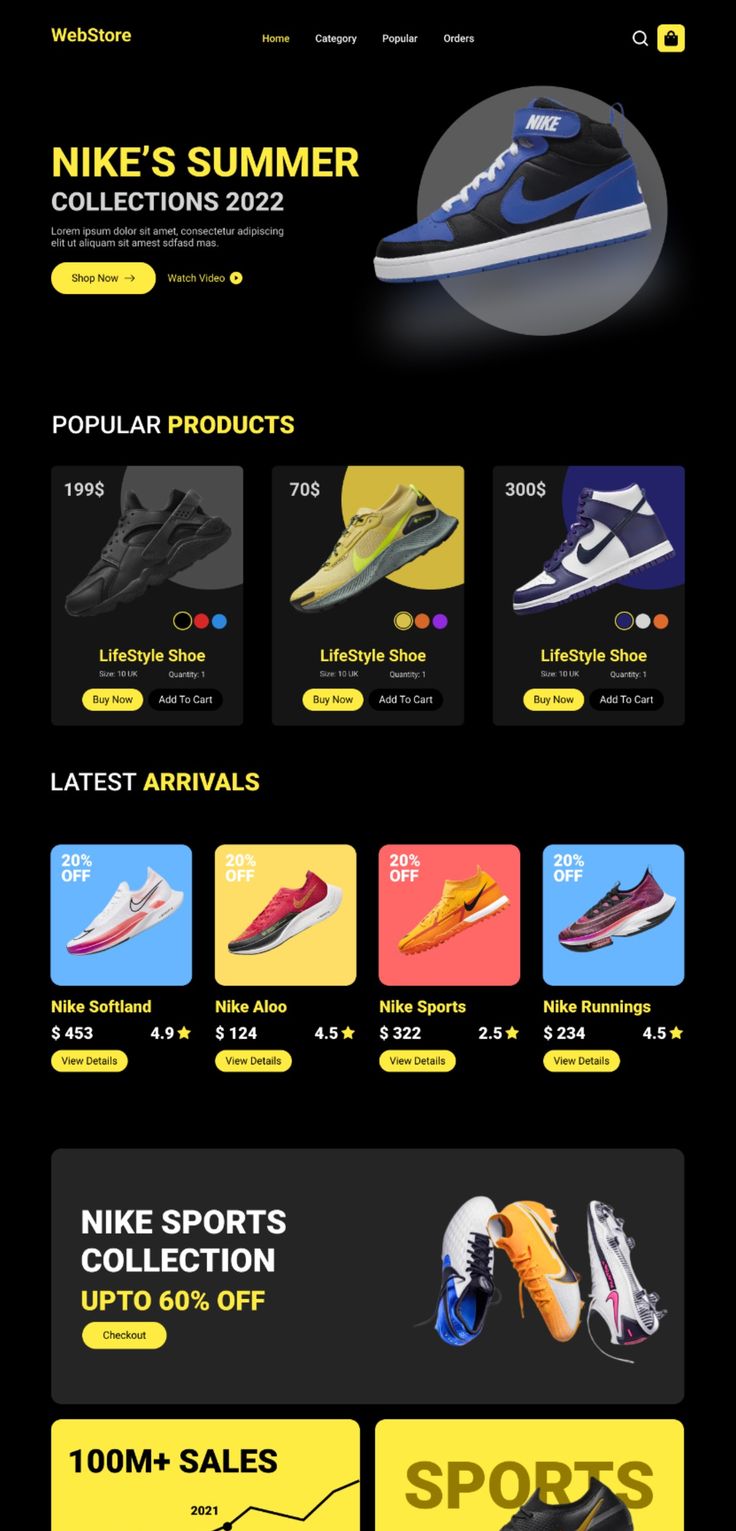 WebStore
Home Category Popular Orders
NIKE
NIKE'S SUMMER
COLLECTIONS 2022
Lorem ipsum dolor sit amet, consectetur adipiscing
elit ut aliquam sit amest sdfasd mas.
Shop Now → Watch Video
POPULAR PRODUCTS
199$ 70$ 300$
LifeStyle Shoe LifeStyle Shoe LifeStyle Shoe
Size: 10 UK Quantity: 1 Size: 10 UK Quantity: 1 Size: 10 UK Quantity: 1
Buy Now Add To Cart Buy Now Add To Cart Buy Now Add To Cart
LATEST ARRIVALS
20% 20% 20% 20%
OFF OFF OFF OFF
Nike Softland Nike Aloo Nike Sports Nike Runnings
$ 453 4.9 $ 124 4.5 $ 322 2.5 $ 234 4.5
View Details View Details View Details View Details
NIKE SPORTS
COLLECTION
UPTO 60% OFF
Checkout
100M+ SALES
SPORTS
2021